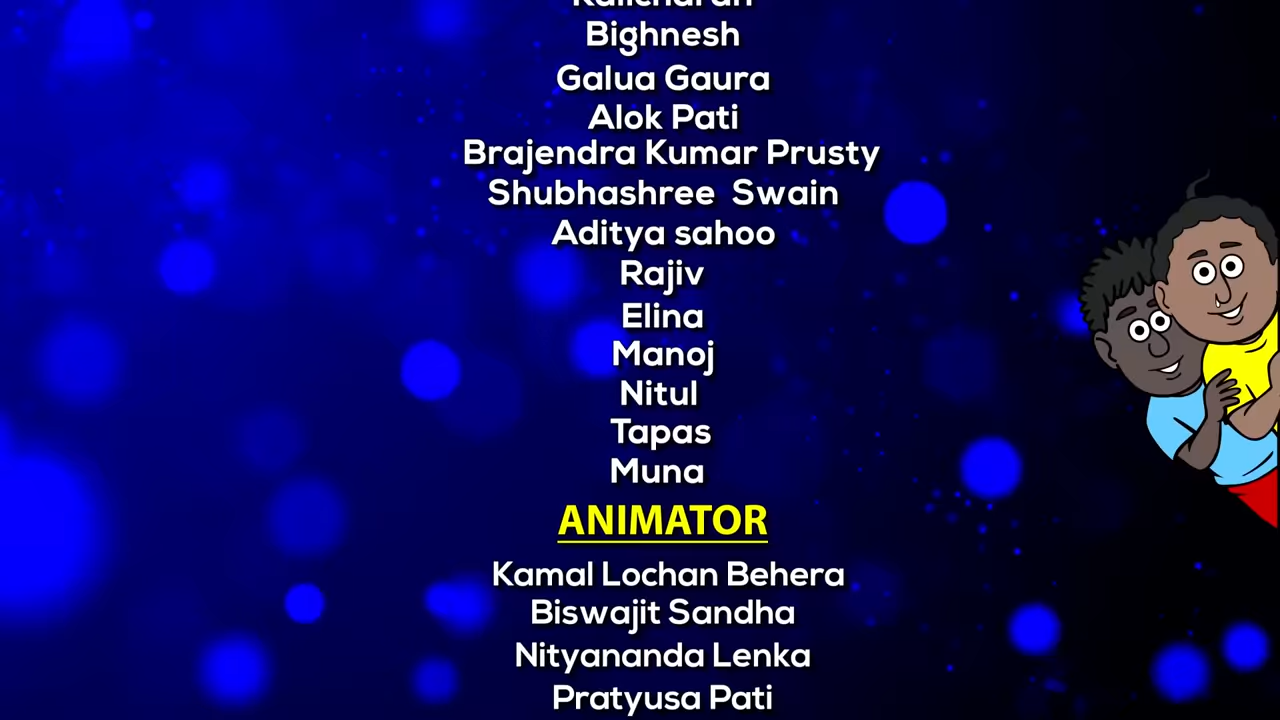 Bighnesh
Galua Gaura
Alok Pati
Brajendra Kumar Prusty
Shubhashree Swain
Aditya sahoo
Rajiv
Elina
Manoj
Nitul
Tapas
Muna
ANIMATOR
Kamal Lochan Behera
Biswajit Sandha
Nityananda Lenka
Pratyusa Pati